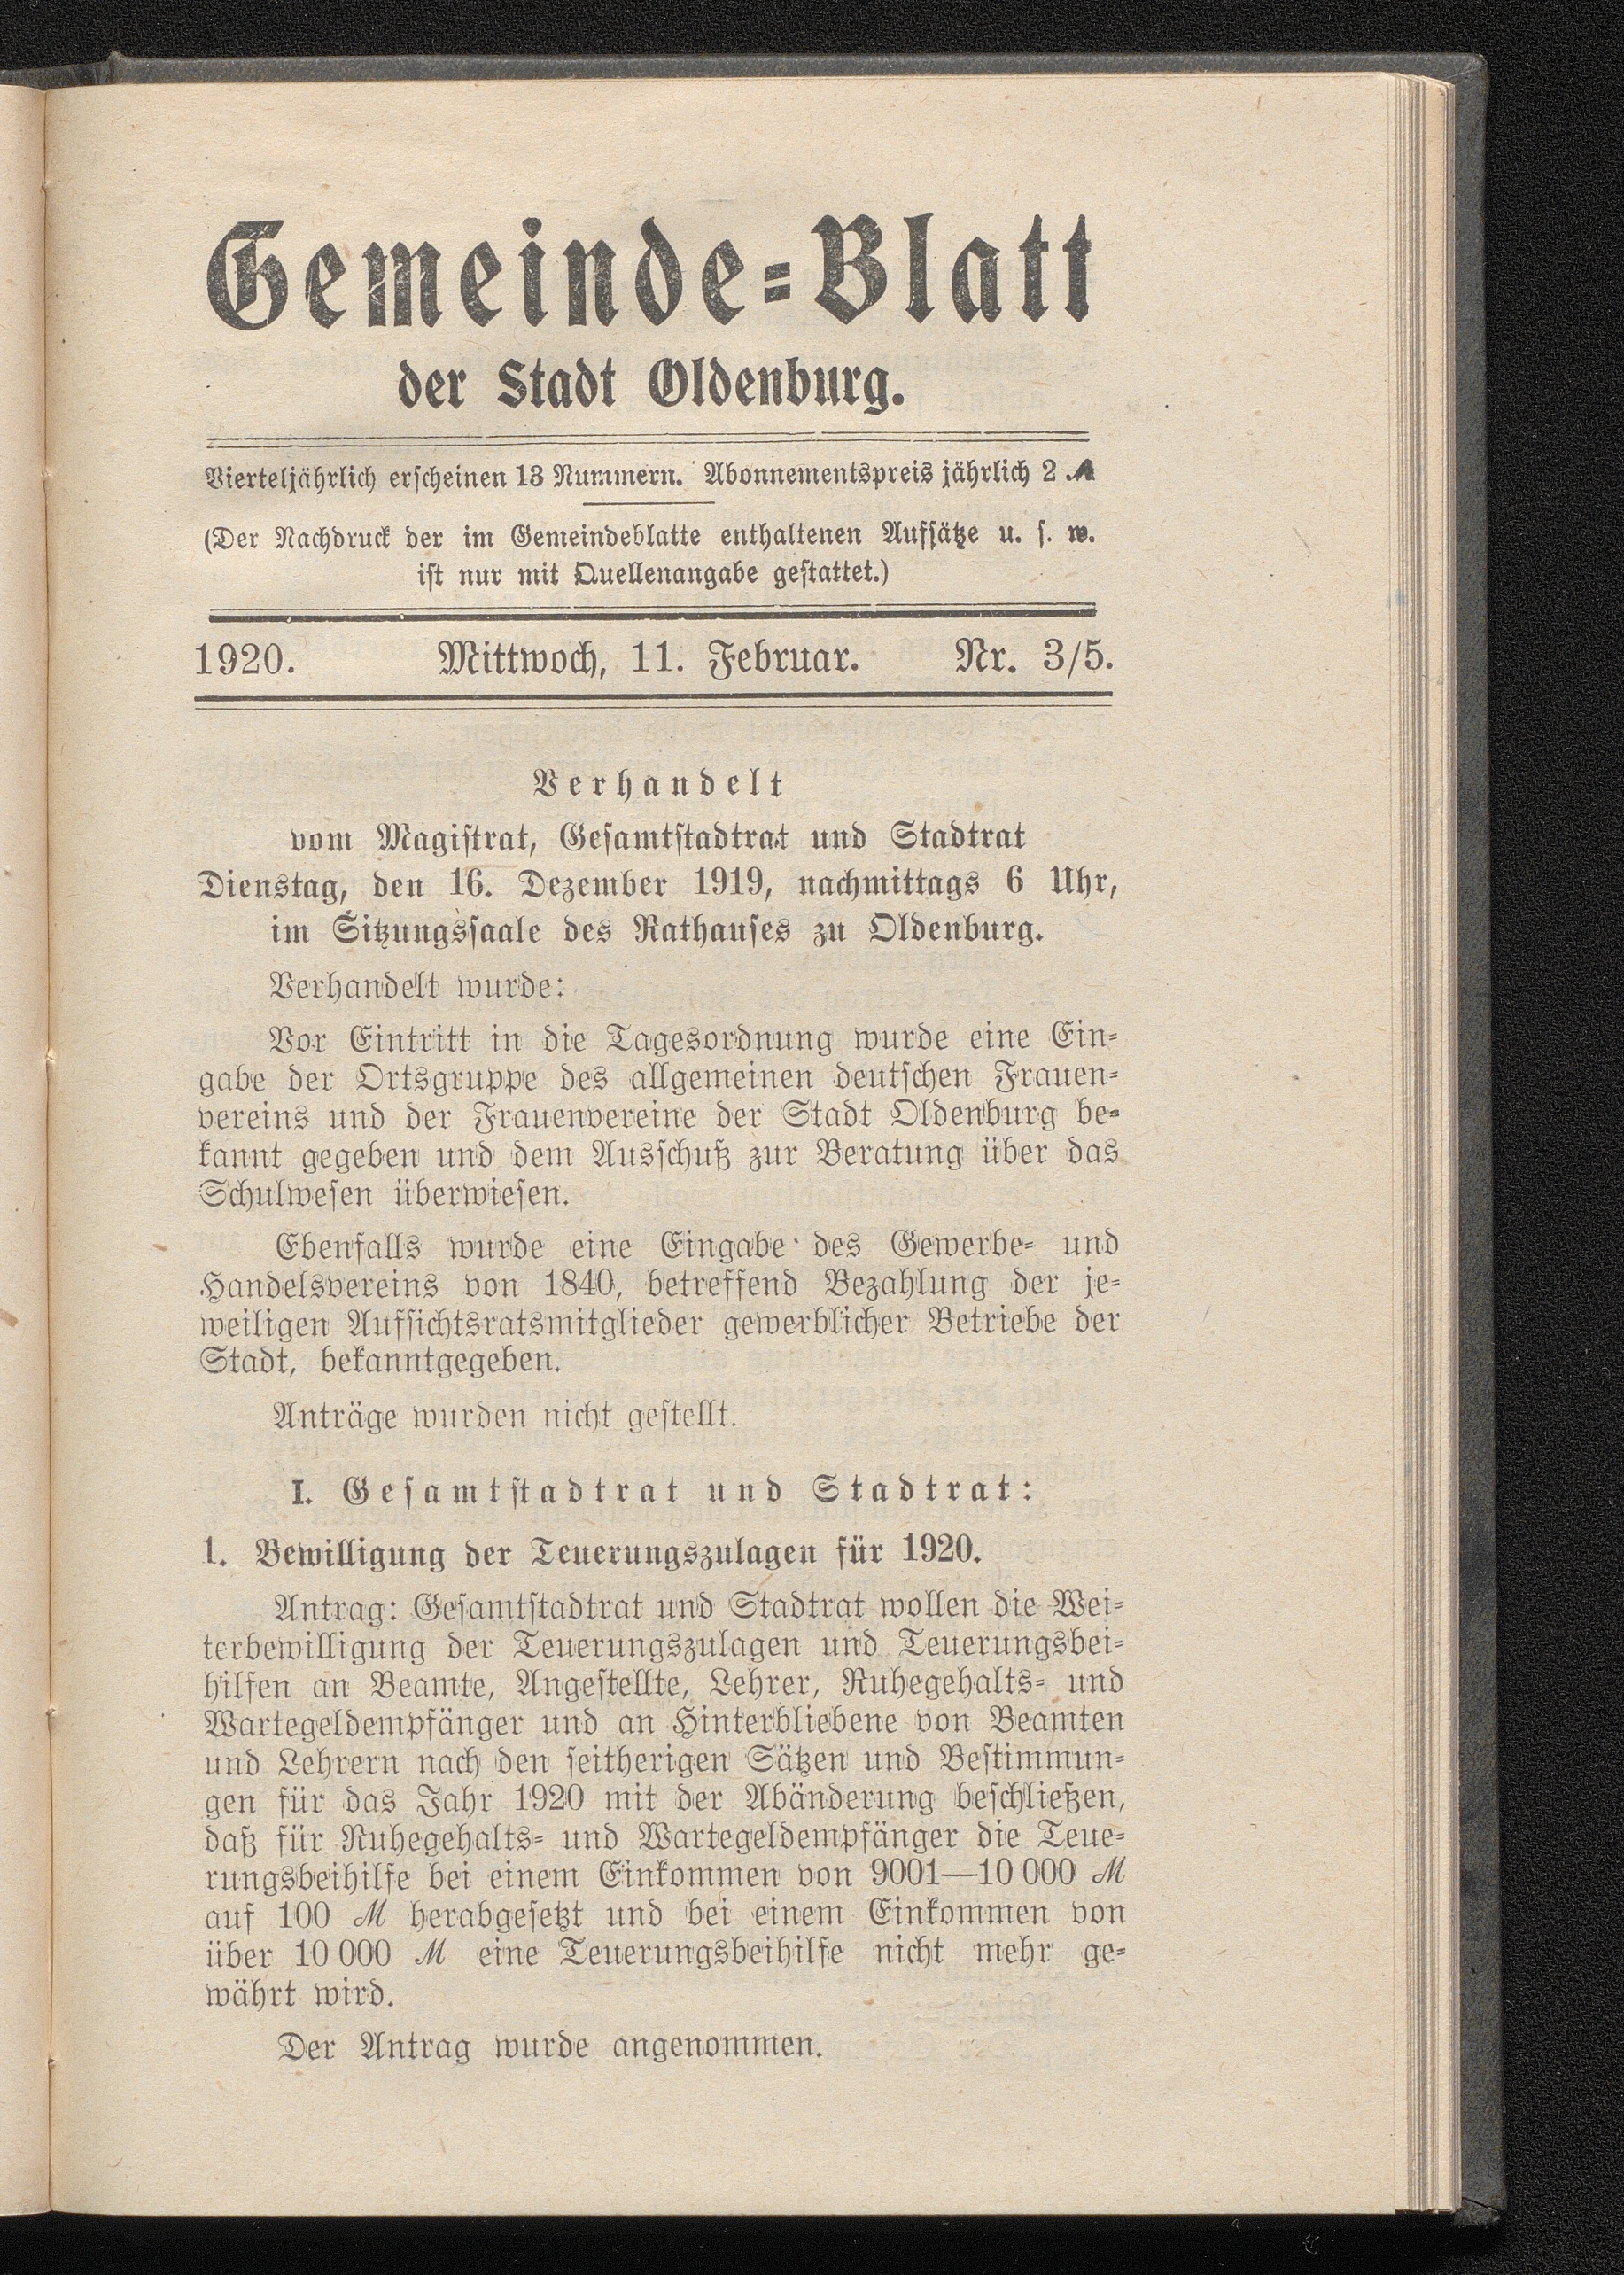 Gemeinde=Blatt
der Stadt Oldenburg.
Vierteljährlich erscheinen 13 Nummern. Abonnementspreis jährlich 2 ℳ
(Der Nachdruck der im Gemeindeblatte enthaltenen Aufsätze u. s. w.
ist nur mit Quellenangabe gestattet.)
1920. Mittwoch, 11. Februar. Nr. 3/5.
Verhandelt
vom Magistrat, Gesamtstadtrat und Stadtrat
Dienstag, den 16. Dezember 1919, nachmittags 6 Uhr,
im Sitzungssaale des Rathauses zu Oldenburg.
Verhandelt wurde:
Vor Eintritt in die Tagesordnung wurde eine Ein=
gabe der Ortsgruppe des allgemeinen deutschen Frauen=
vereins und der Frauenvereine der Stadt Oldenburg be=
kannt gegeben und dem Ausschuß zur Beratung über das
Schulwesen überwiesen.
Ebenfalls wurde eine Eingabe des Gewerbe= und
Handelsvereins von 1840, betreffend Bezahlung der je=
weiligen Aufsichtsratsmitglieder gewerblicher Betriebe der
Stadt, bekanntgegeben.
Anträge wurden nicht gestellt.
I. Gesamtstadtrat und Stadtrat:
1. Bewilligung der Teuerungszulagen für 1920.
Antrag: Gesamtstadtrat und Stadtrat wollen die Wei=
terbewilligung der Teuerungszulagen und Teuerungsbei=
hilfen an Beamte, Angestellte, Lehrer, Ruhegehalts= und
Wartegeldempfänger und an Hinterbliebene von Beamten
und Lehrern nach den seitherigen Sätzen und Bestimmun=
gen für das Jahr 1920 mit der Abänderung beschließen,
daß für Ruhegehalts= und Wartegeldempfänger die Teue=
rungsbeihilfe bei einem Einkommen von 9001—10 000 ℳ
auf 100 ℳ herabgesetzt und bei einem Einkommen von
über 10 000 ℳ eine Teuerungsbeihilfe nicht mehr ge=
währt wird.
Der Antrag wurde angenommen.